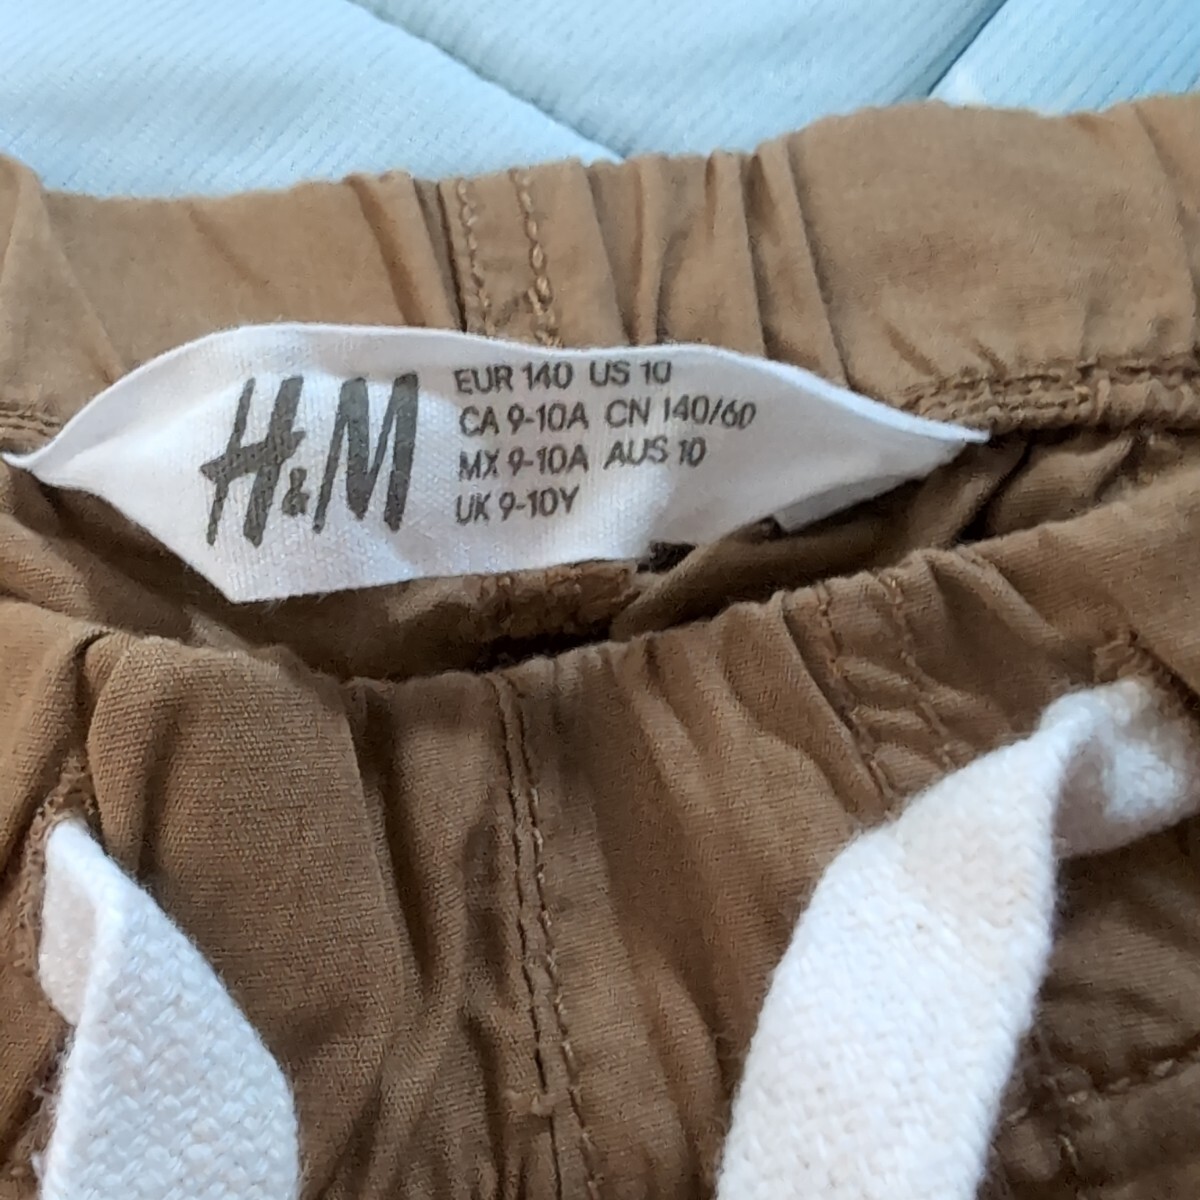 H&M
EUR 140 US 10
CA 9-10A CN 140/60
MX 9-10A AUS 10
UK 9-10Y